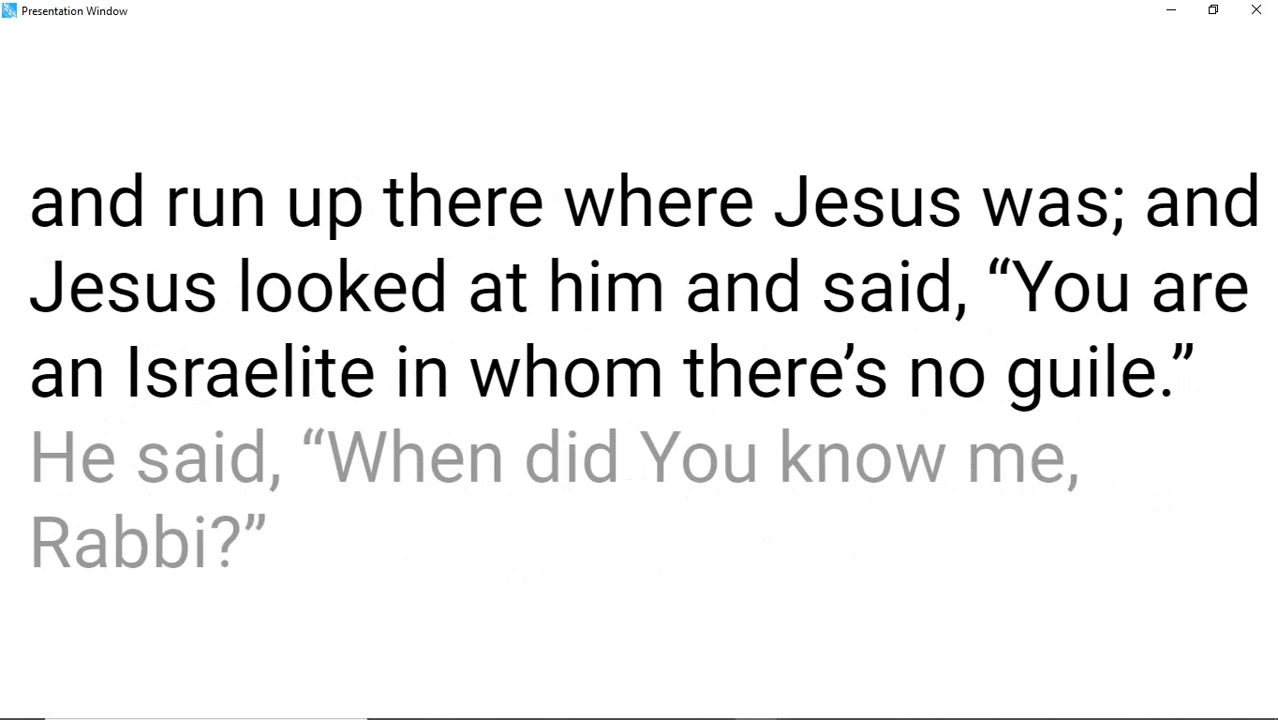 Presentation Window
and run up there where Jesus was; and
Jesus looked at him and said, “You are
an Israelite in whom there’s no guile.”
He said, “When did You know me,
Rabbi?”